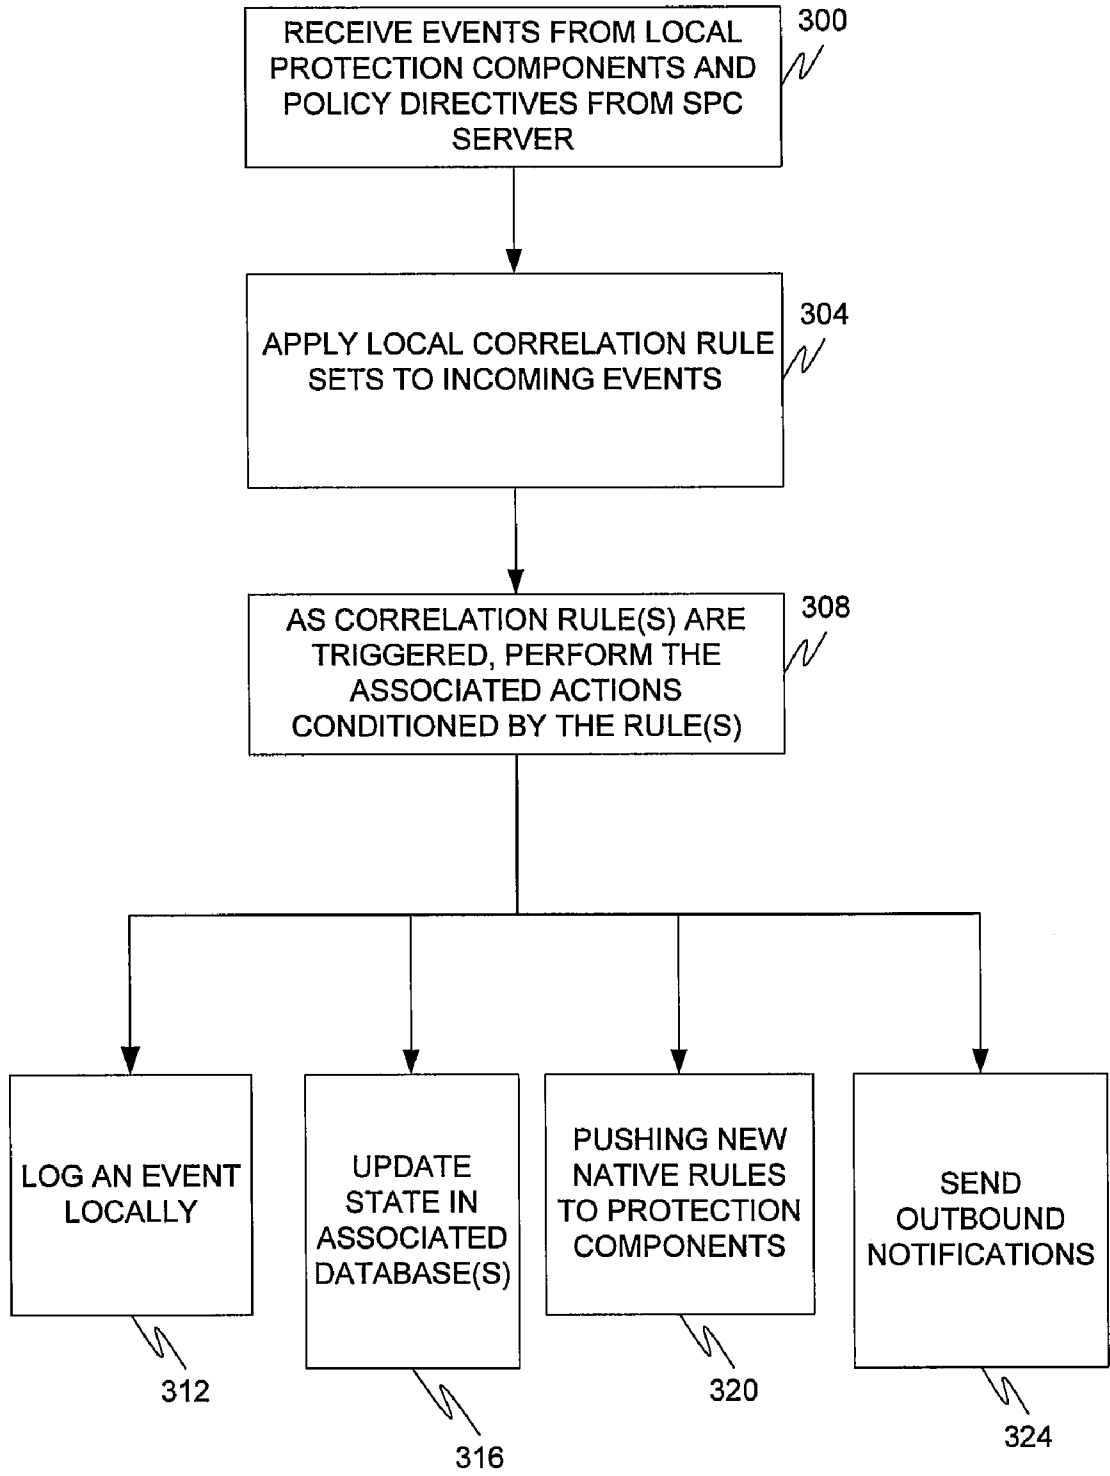 RECEIVE EVENTS FROM LOCAL
PROTECTION COMPONENTS AND
POLICY DIRECTIVES FROM SPC
SERVER
300
APPLY LOCAL CORRELATION RULE
SETS TO INCOMING EVENTS
304
AS CORRELATION RULE(S) ARE
TRIGGERED, PERFORM THE
ASSOCIATED ACTIONS
CONDITIONED BY THE RULE(S)
308
LOG AN EVENT
LOCALLY
312
UPDATE
STATE IN
ASSOCIATED
DATABASE(S)
316
PUSHING NEW
NATIVE RULES
TO PROTECTION
COMPONENTS
320
SEND
OUTBOUND
NOTIFICATIONS
324